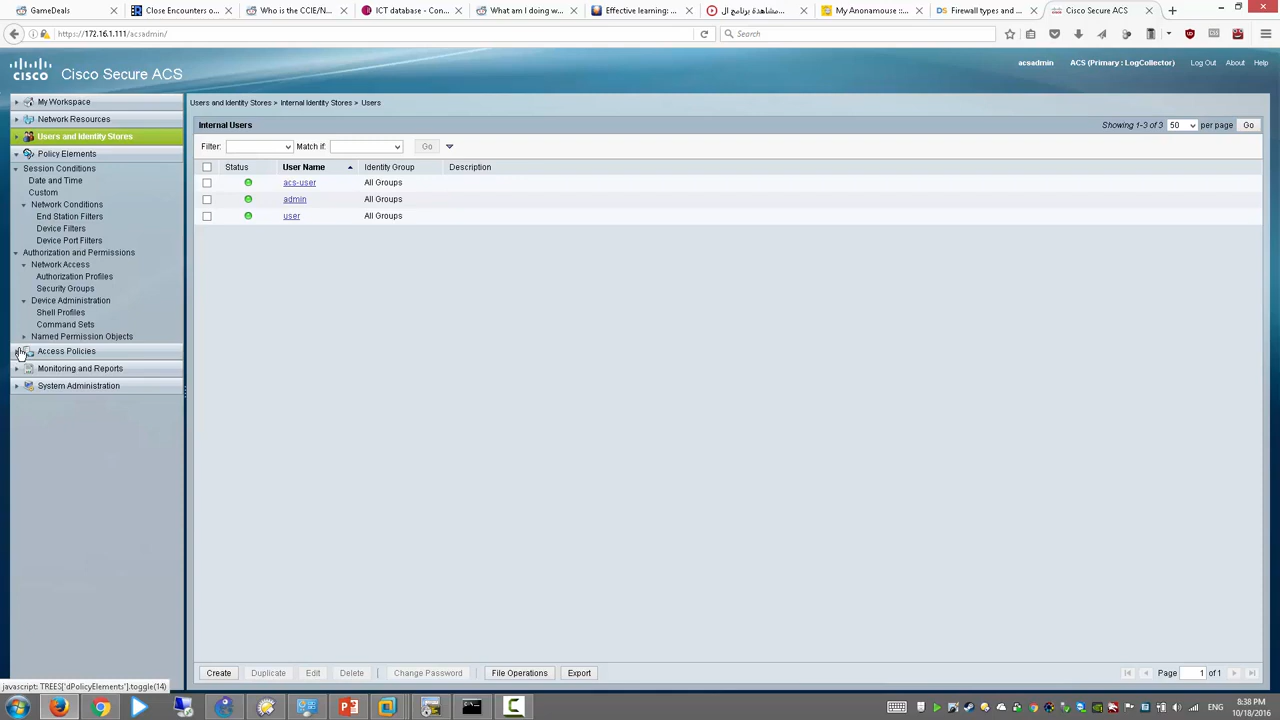 GameDeals
Close Encounters o...
Who is the CCIE/N...
ICT database - Con...
What am I doing w...
Effective learning: ...
مشاهدة برنامج ال...
My Anonamouse ::...
Firewall types and ...
Cisco Secure ACS
https://172.16.1.111/acsadmin/
Search
cisco
Cisco Secure ACS
acsadmin
ACS (Primary : LogCollector)
Log Out
About
Help
My Workspace
Network Resources
Users and Identity Stores
Policy Elements
Session Conditions
Date and Time
Custom
Network Conditions
End Station Filters
Device Filters
Device Port Filters
Authorization and Permissions
Network Access
Authorization Profiles
Security Groups
Device Administration
Shell Profiles
Command Sets
Named Permission Objects
Access Policies
Monitoring and Reports
System Administration
Users and Identity Stores > Internal Identity Stores > Users
Internal Users
Showing 1-3 of 3 50 per page Go
Filter: Match if: Go
Status User Name Identity Group Description
acs-user All Groups
admin All Groups
user All Groups
Create Duplicate Edit Delete | Change Password File Operations Export
Page 1 of 1
javascript: TREES['dPolicyElements'].toggle(14)
ENG
8:38 PM
10/18/2016